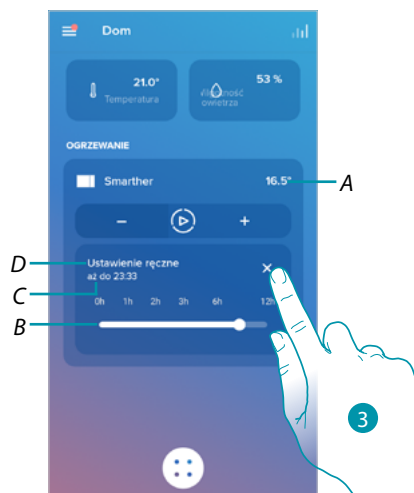 Dom
21.0°
Temperatura
53 %
Wilgotność
powietrza
OGRZEWANIE
Smarther
16.5°
A
−
+
D
Ustawienie ręczne
C
aż do 23:33
0h 1h 2h 3h 6h 12h
B
3